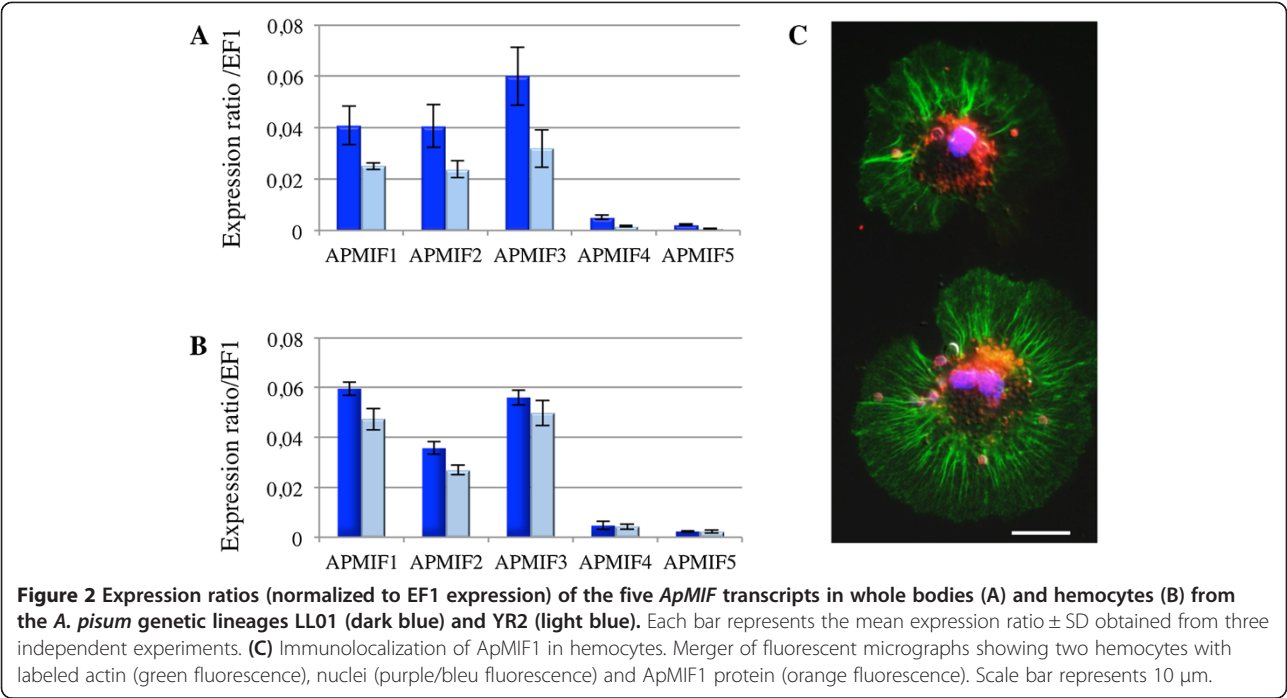 A
Expression ratio /EF1
0,08
0,06
0,04
0,02
0
APMIF1 APMIF2 APMIF3 APMIF4 APMIF5
B
Expression ratio/EF1
0,08
0,06
0,04
0,02
0
APMIF1 APMIF2 APMIF3 APMIF4 APMIF5
C
Figure 2 Expression ratios (normalized to EF1 expression) of the five ApMIF transcripts in whole bodies (A) and hemocytes (B) from
the A. pisum genetic lineages LL01 (dark blue) and YR2 (light blue). Each bar represents the mean expression ratio ± SD obtained from three
independent experiments. (C) Immunolocalization of ApMIF1 in hemocytes. Merger of fluorescent micrographs showing two hemocytes with
labeled actin (green fluorescence), nuclei (purple/bleu fluorescence) and ApMIF1 protein (orange fluorescence). Scale bar represents 10 μm.